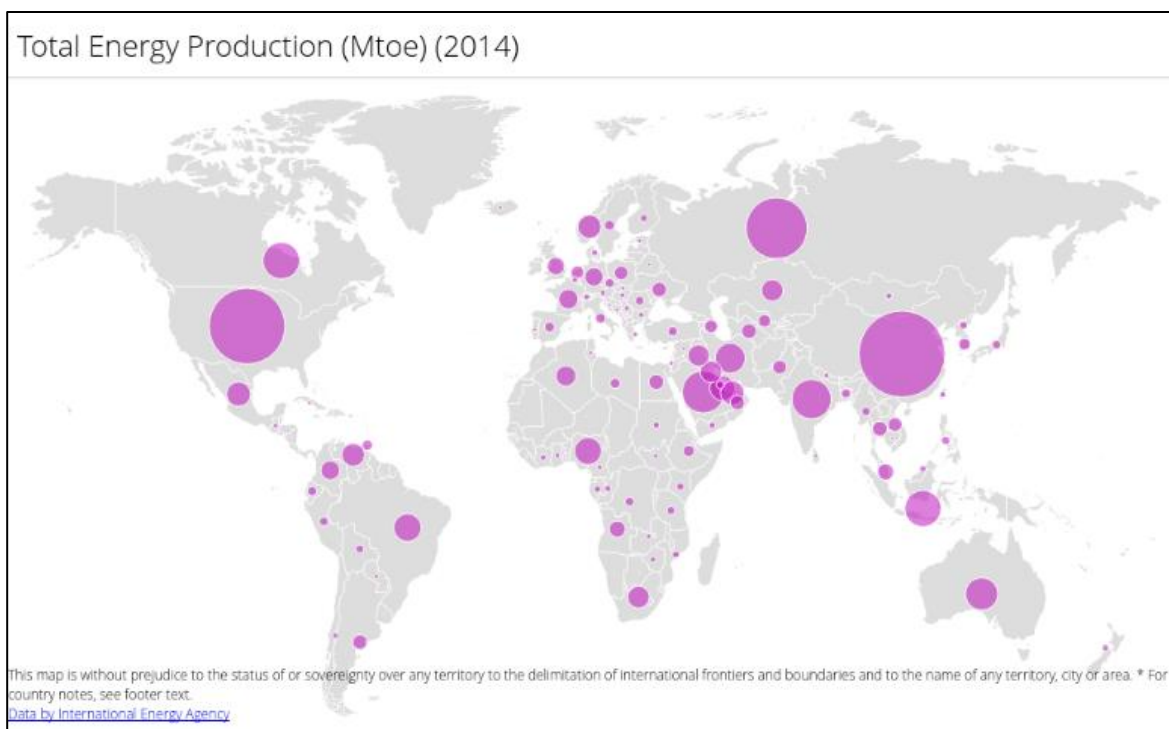 Total Energy Production (Mtoe) (2014)
This map is without prejudice to the status of or sovereignty over any territory to the delimitation of international frontiers and boundaries and to the name of any territory, city or area. * For
country notes, see footer text.
Data by International Energy Agency